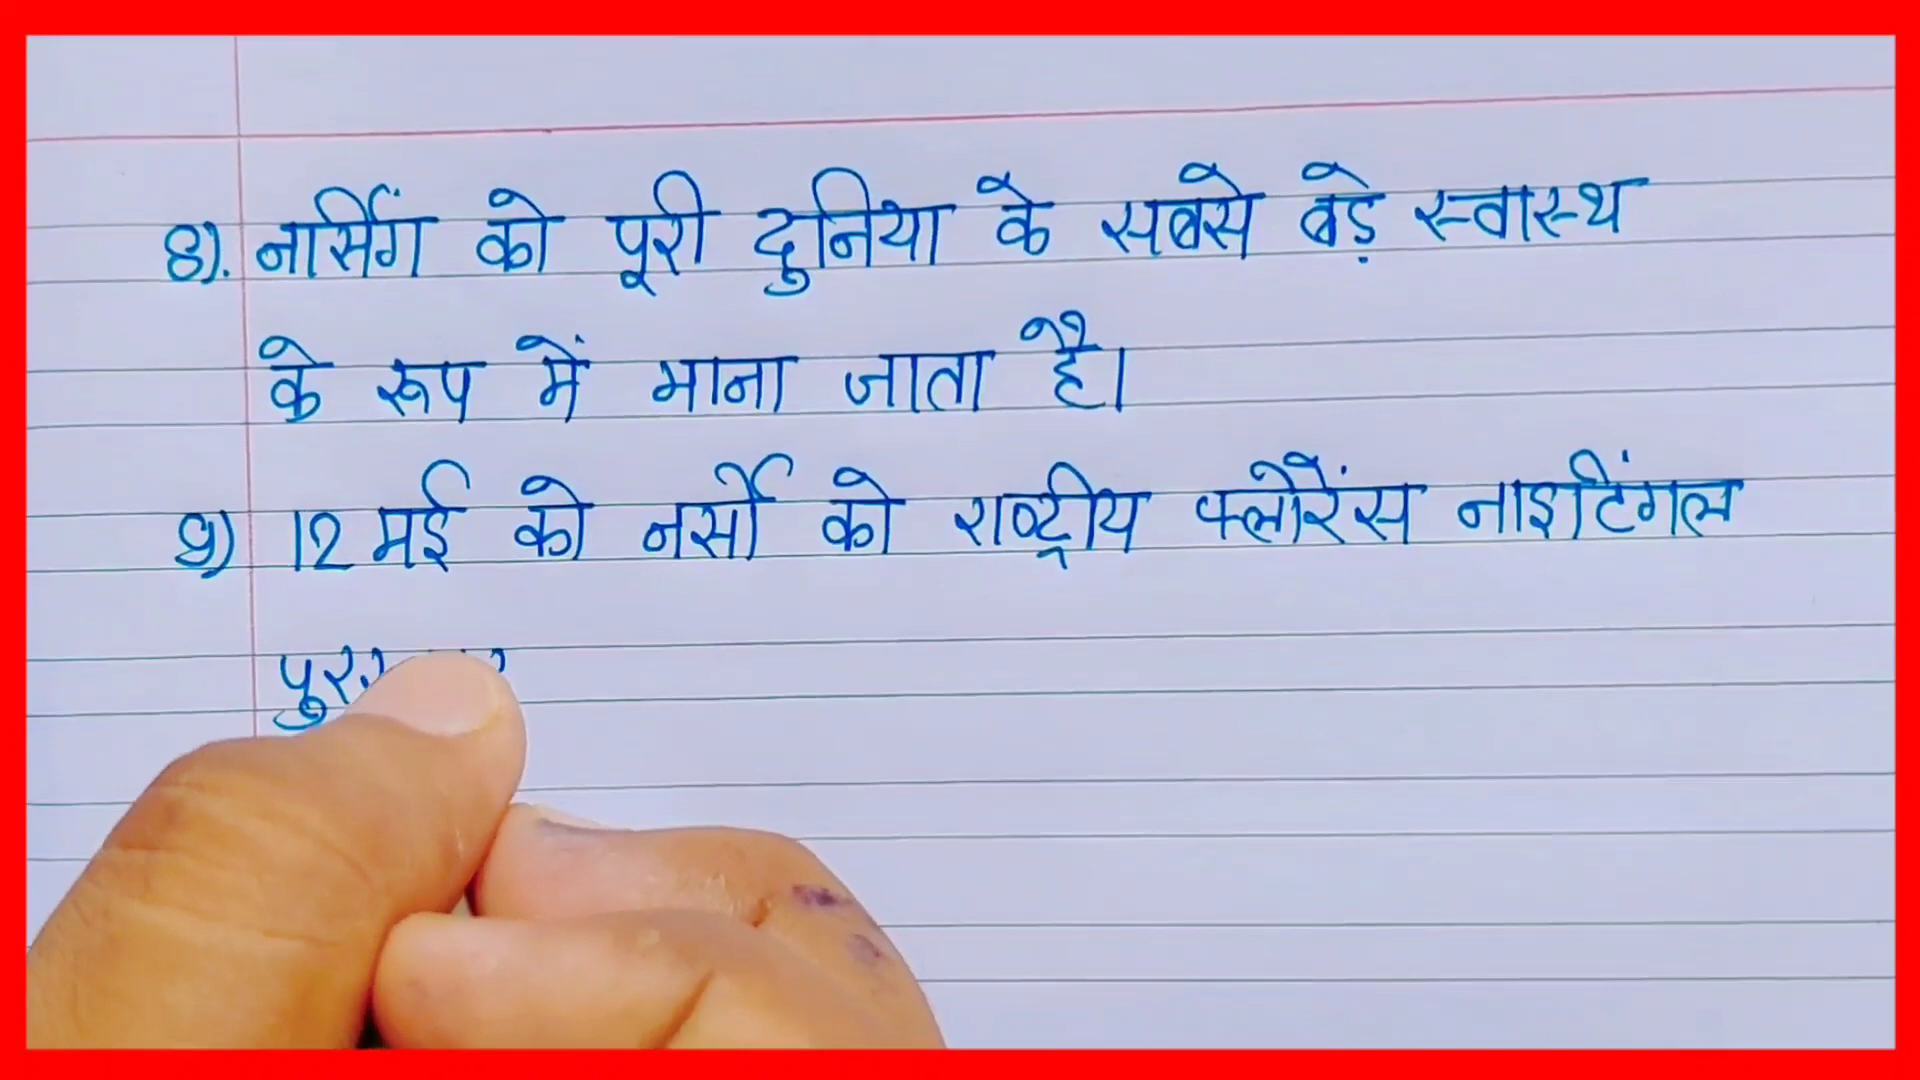 8). नर्सिंग को पूरी दुनिया के सबसे बड़े स्वास्थ
के रूप में माना जाता है।
9) 12 मई को नर्सों को राष्ट्रीय फ्लोरेंस नाइटिंगल